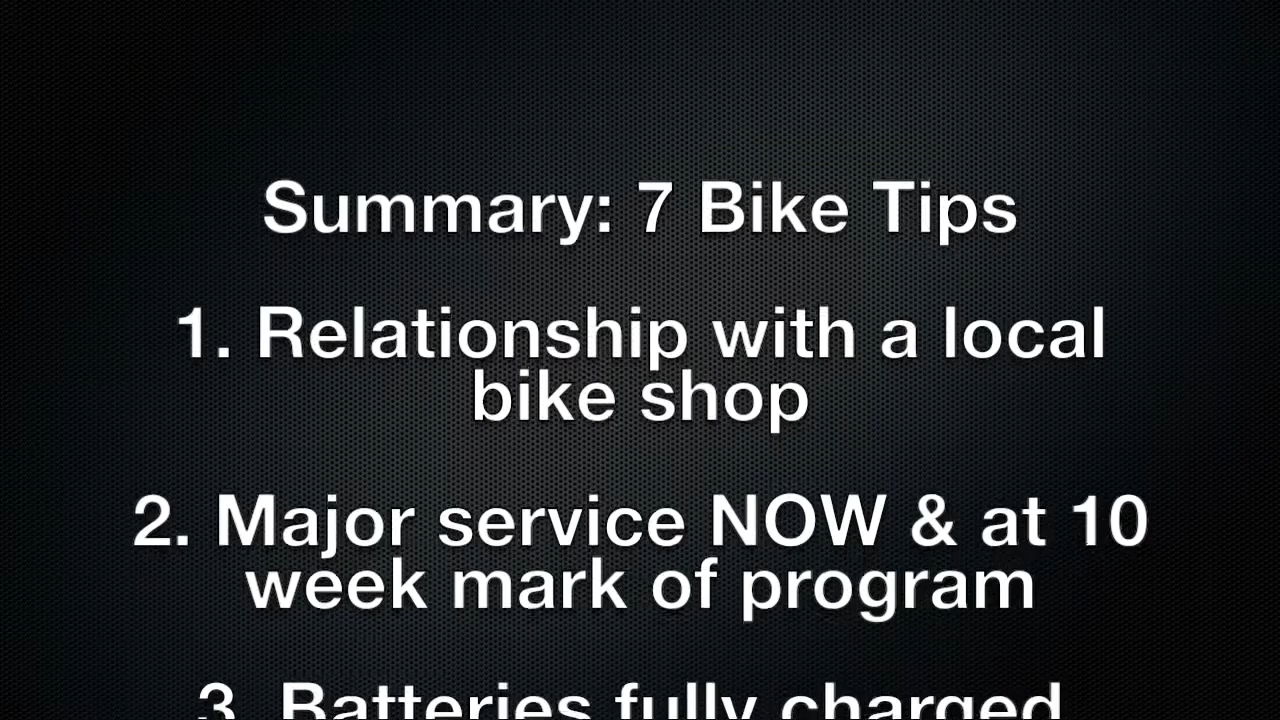 Summary: 7 Bike Tips
1. Relationship with a local
bike shop
2. Major service NOW & at 10
week mark of program
3. Batteries fully charged